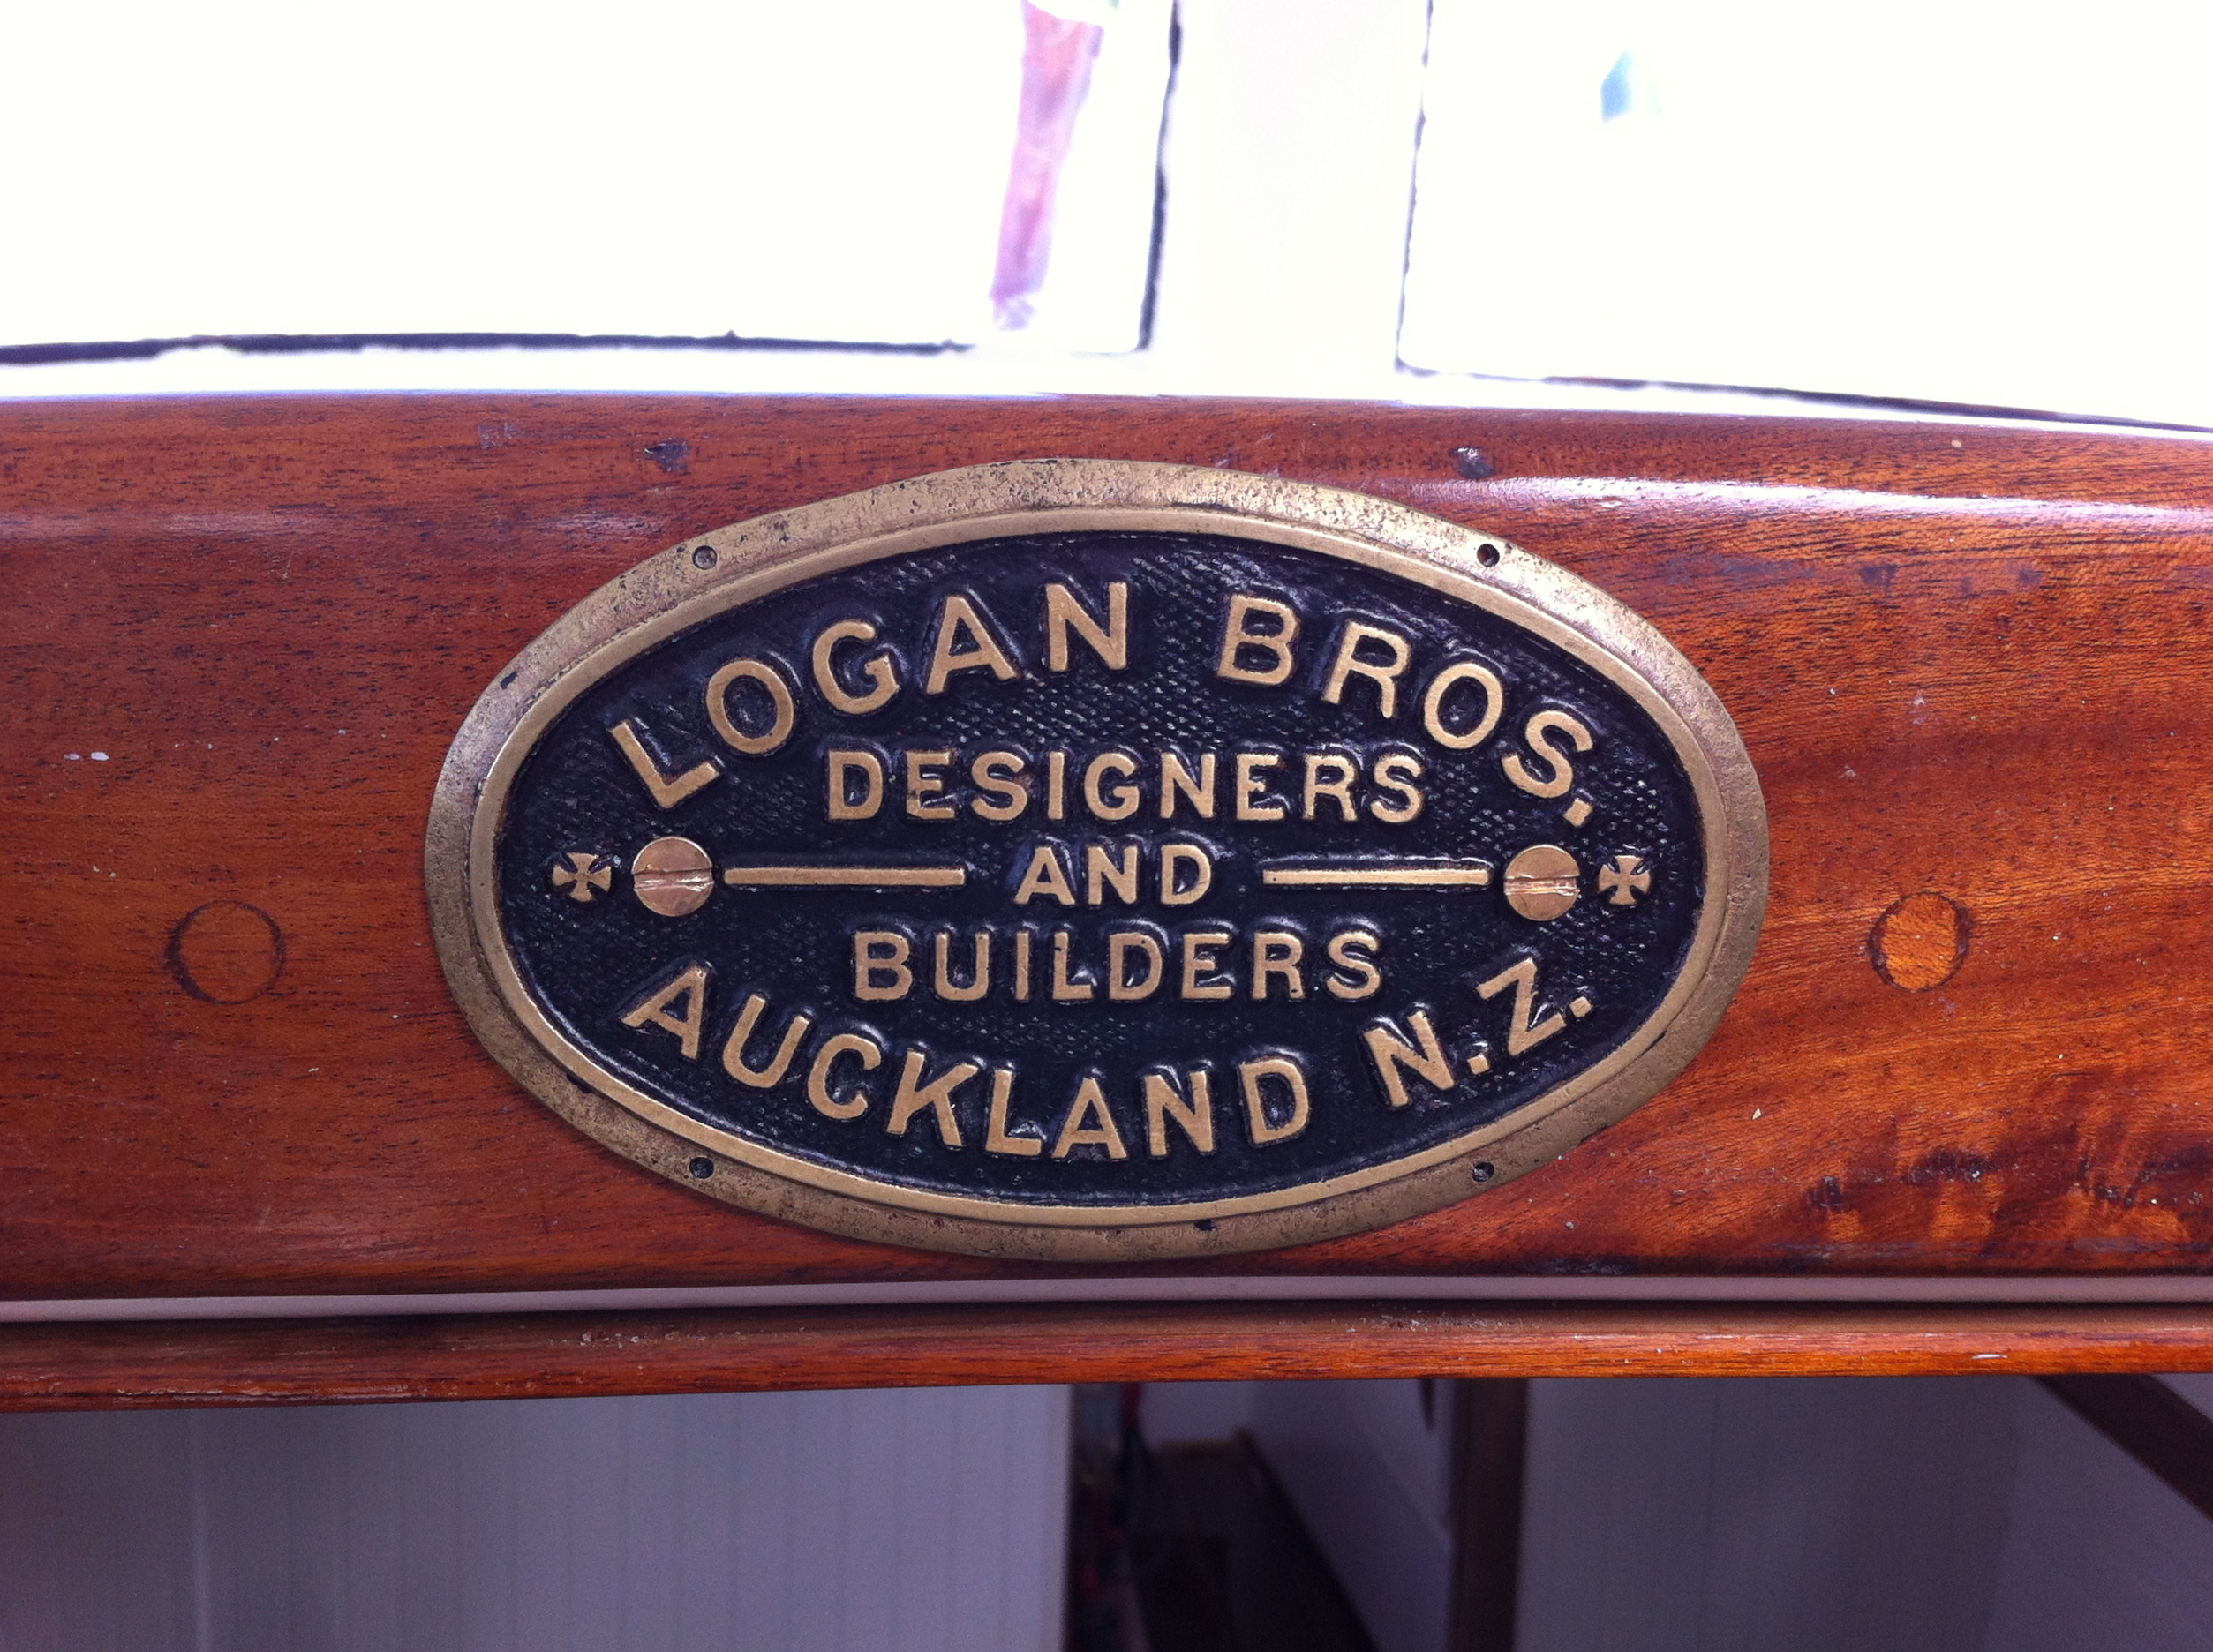 LOGAN BROS,
DESIGNERS
AND
BUILDERS
AUCKLAND N.Z.